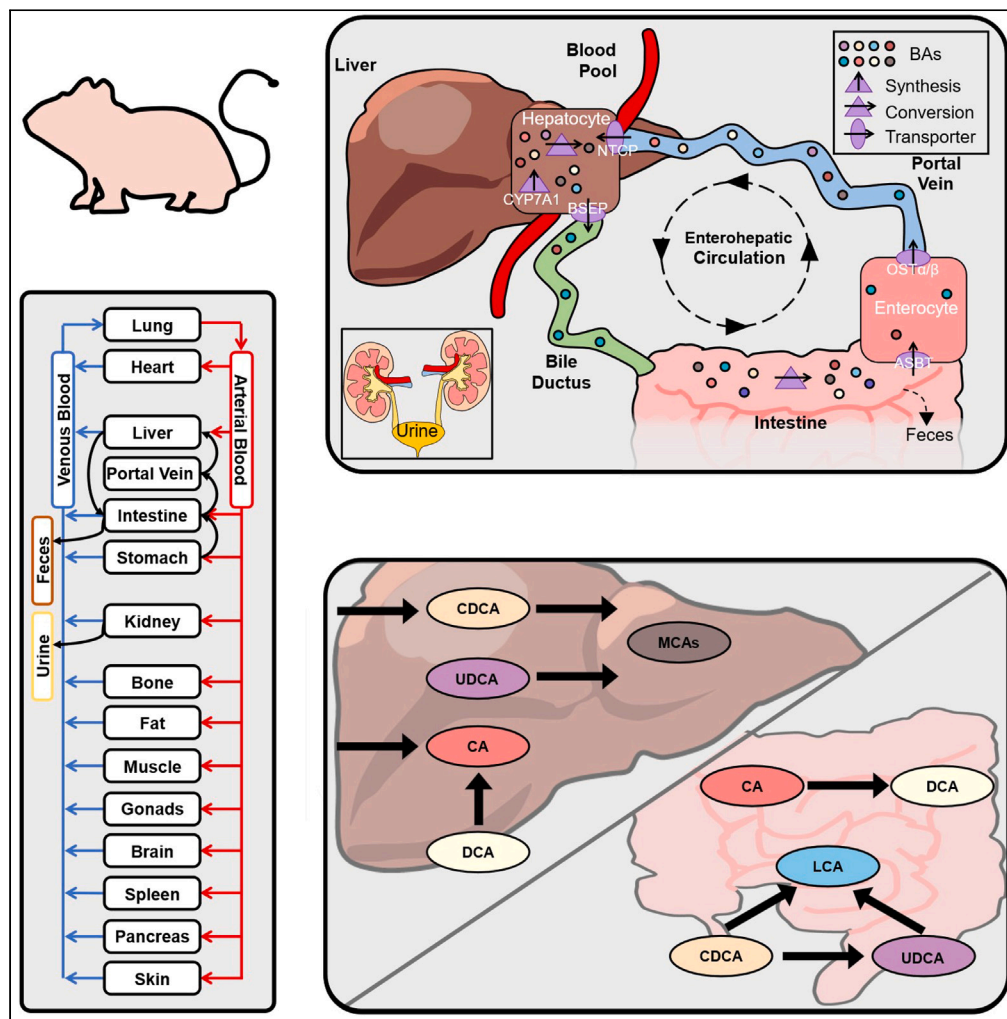 Lung
Heart
Liver
Portal Vein
Intestine
Stomach
Kidney
Bone
Fat
Muscle
Gonads
Brain
Spleen
Pancreas
Skin
Venous Blood
Arterial Blood
Feces
Urine
Liver
Blood
Pool
BAs
Synthesis
Conversion
Transporter
Portal
Vein
Hepatocyte
NTCP
CYP7A1
BSEP
Enterohepatic
Circulation
OSTα/β
Enterocyte
ASBT
Bile
Ductus
Urine
Intestine
Feces
CDCA
MCAs
UDCA
CA
DCA
CA
DCA
LCA
CDCA
UDCA